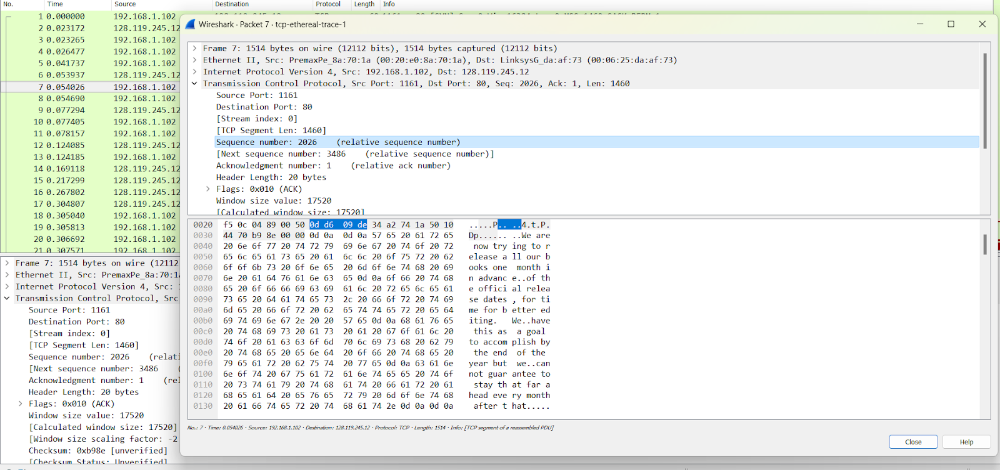 No. Time Source Destination Protocol Length Info
1 0.000000 192.168.1.102
2 0.023172 128.119.245.12
3 0.023265 192.168.1.102
4 0.026477 192.168.1.102
5 0.041737 192.168.1.102
6 0.053937 128.119.245.12
7 0.054026 192.168.1.102
8 0.054690 192.168.1.102
9 0.077294 128.119.245.12
10 0.077405 192.168.1.102
11 0.078157 192.168.1.102
12 0.124085 128.119.245.12
13 0.124185 192.168.1.102
14 0.169118 128.119.245.12
15 0.217299 128.119.245.12
16 0.267802 128.119.245.12
17 0.304807 128.119.245.12
18 0.305040 192.168.1.102
19 0.305813 192.168.1.102
20 0.306692 192.168.1.102
21 0.307571 192.168.1.102
Frame 7: 1514 bytes on wire (12112
Ethernet II, Src: PremaxPe_8a:70:1a
Internet Protocol Version 4, Src:
Transmission Control Protocol, Src
Source Port: 1161
Destination Port: 80
[Stream index: 0]
[TCP Segment Len: 1460]
Sequence number: 2026 (relati
[Next sequence number: 3486 (
Acknowledgment number: 1 (rel
Header Length: 20 bytes
Flags: 0x010 (ACK)
Window size value: 17520
[Calculated window size: 17520]
[Window size scaling factor: -2
Checksum: 0xb98e [unverified]
[Checksum Status: Unverified]
Wireshark · Packet 7 · tcp-ethereal-trace-1
Frame 7: 1514 bytes on wire (12112 bits), 1514 bytes captured (12112 bits)
Ethernet II, Src: PremaxPe_8a:70:1a (00:20:e0:8a:70:1a), Dst: LinksysG_da:af:73 (00:06:25:da:af:73)
Internet Protocol Version 4, Src: 192.168.1.102, Dst: 128.119.245.12
Transmission Control Protocol, Src Port: 1161, Dst Port: 80, Seq: 2026, Ack: 1, Len: 1460
Source Port: 1161
Destination Port: 80
[Stream index: 0]
[TCP Segment Len: 1460]
Sequence number: 2026 (relative sequence number)
[Next sequence number: 3486 (relative sequence number)]
Acknowledgment number: 1 (relative ack number)
Header Length: 20 bytes
Flags: 0x010 (ACK)
Window size value: 17520
[Calculated window size: 17520]
0020 f5 0c 04 89 00 50 0d d6 09 de 34 a2 74 1a 50 10 .....P.. ..4.t.P.
0030 44 70 b9 8e 00 00 0d 0a 0d 0a 57 65 20 61 72 65 Dp...... ..We are
0040 20 6e 6f 77 20 74 72 79 69 6e 67 20 74 6f 20 72 now try ing to r
0050 65 6c 65 61 73 65 20 61 6c 6c 20 6f 75 72 20 62 elease a ll our b
0060 6f 6f 6b 73 20 6f 6e 65 20 6d 6f 6e 74 68 20 69 ooks one month i
0070 6e 20 61 64 76 61 6e 63 65 0d 0a 6f 66 20 74 68 n advanc e..of th
0080 65 20 6f 66 66 69 63 69 61 6c 20 72 65 6c 65 61 e offici al relea
0090 73 65 20 64 61 74 65 73 2c 20 66 6f 72 20 74 69 se dates , for ti
00a0 6d 65 20 66 6f 72 20 62 65 74 74 65 72 20 65 64 me for b etter ed
00b0 69 74 69 6e 67 2e 20 20 57 65 0d 0a 68 61 76 65 iting. We..have
00c0 20 74 68 69 73 20 61 73 20 61 20 67 6f 61 6c 20 this as a goal
00d0 74 6f 20 61 63 63 6f 6d 70 6c 69 73 68 20 62 79 to accom plish by
00e0 20 74 68 65 20 65 6e 64 20 6f 66 20 74 68 65 20 the end of the
00f0 79 65 61 72 20 62 75 74 20 77 65 0d 0a 63 61 6e year but we..can
0100 6e 6f 74 20 67 75 61 72 61 6e 74 65 65 20 74 6f not guar antee to
0110 20 73 74 61 79 20 74 68 61 74 20 66 61 72 20 61 stay th at far a
0120 68 65 61 64 20 65 76 65 72 79 20 6d 6f 6e 74 68 head eve ry month
0130 20 61 66 74 65 72 20 74 68 61 74 2e 0d 0a 0d 0a after t hat.....
No.: 7 · Time: 0.054026 · Source: 192.168.1.102 · Destination: 128.119.245.12 · Protocol: TCP · Length: 1514 · Info: [TCP segment of a reassembled PDU]
Close
Help